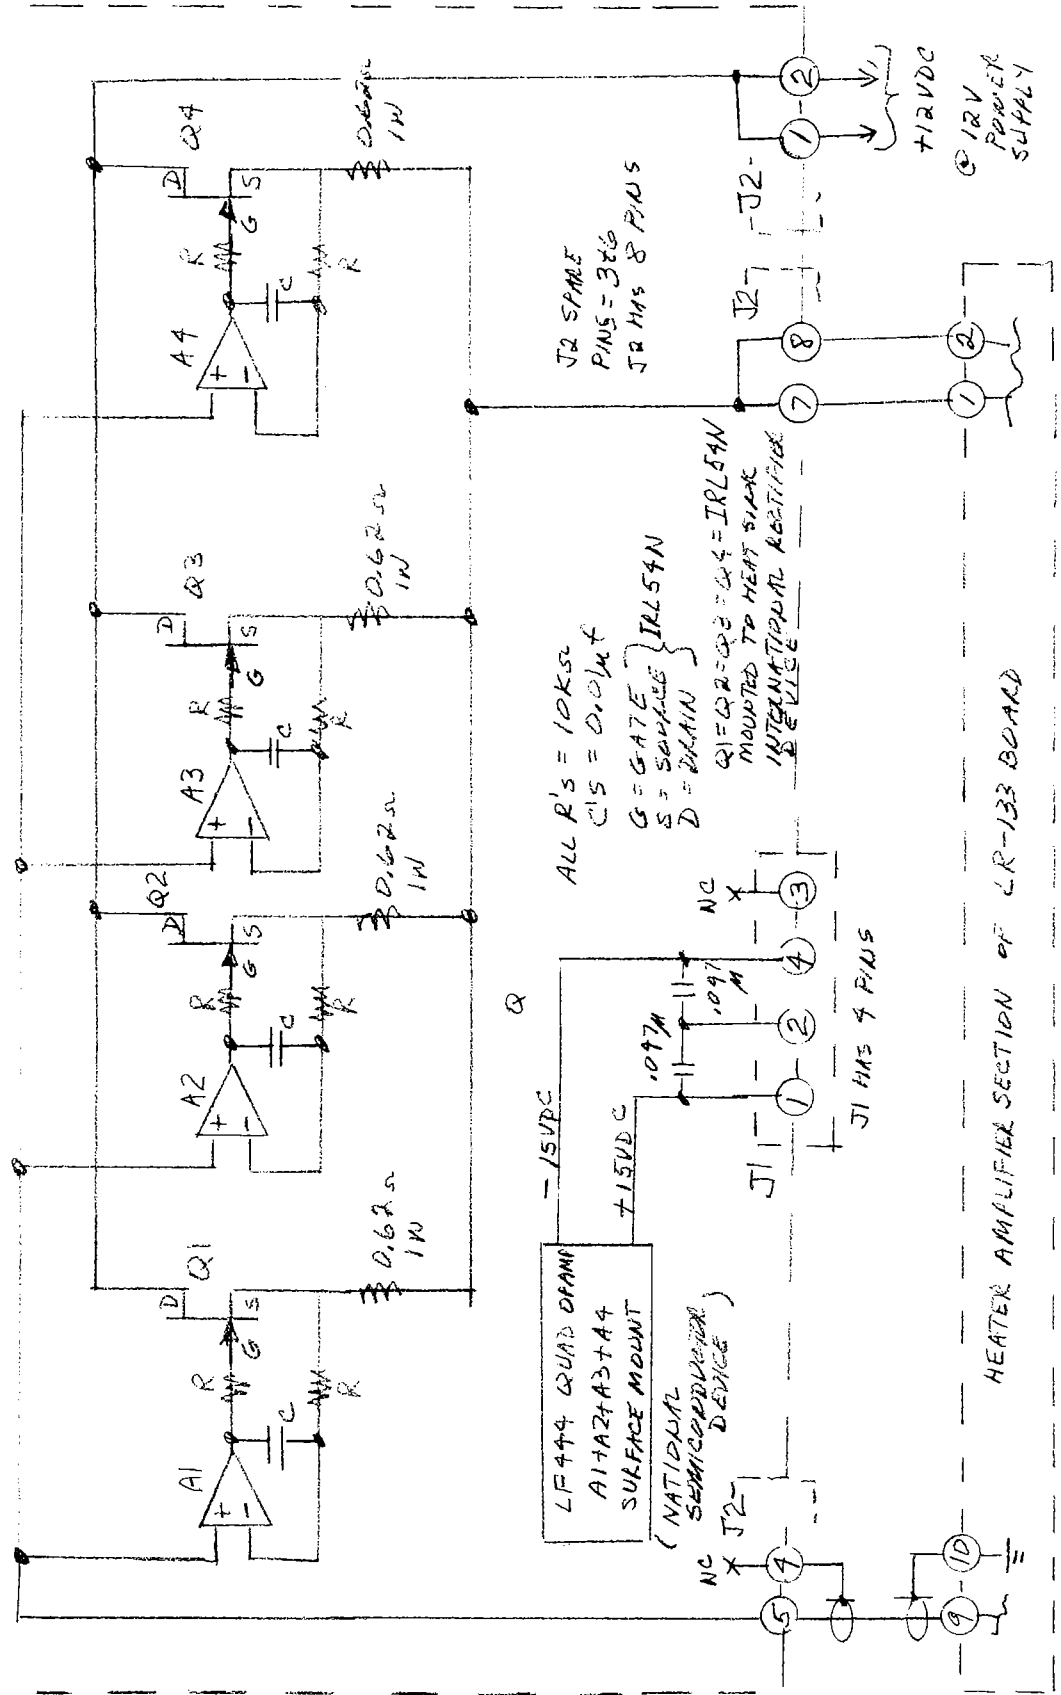 Q1
Q2
Q3
Q4
D
D
D
D
S
S
S
S
G
G
G
G
R
R
R
R
A1
A2
A3
A4
+
+
+
+
-
-
-
-
C
C
C
C
R
R
R
R
0.62Ω
1W
0.62Ω
1W
0.62Ω
1W
0.62Ω
1W
Q
ALL R'S = 10KΩ
C'S = 0.01µf
G = GATE
S = SOURCE } IRL54N
D = DRAIN
Q1=Q2=Q3=Q4=IRL54N
MOUNTED TO HEAT SINK
INTERNATIONAL RECTIFIER
DEVICE
J2 SPARE
PINS = 3+6
J2 HAS 8 PINS
LF444 QUAD OPAMP
A1+A2+A3+A4
SURFACE MOUNT
(NATIONAL
SEMICONDUCTOR
DEVICE)
-15VDC
+15VDC
.047µ
.047µ
NC
J1
1
2
4
3
J1 HAS 4 PINS
NC
J2-
5
4
9
10
J2-
7
8
1
2
J2-
1
2
+12VDC
@ 12V
POWER
SUPPLY
HEATER AMPLIFIER SECTION OF LR-133 BOARD